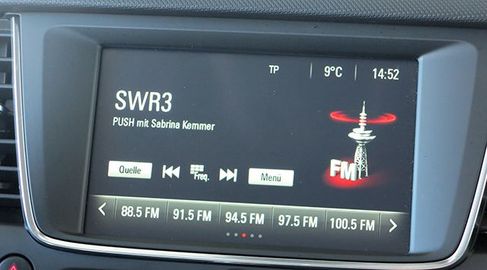 TP 9°C 14:52
SWR3
PUSH mit Sabrina Kemmer
FM
Quelle Freq. Menü
88.5 FM 91.5 FM 94.5 FM 97.5 FM 100.5 FM